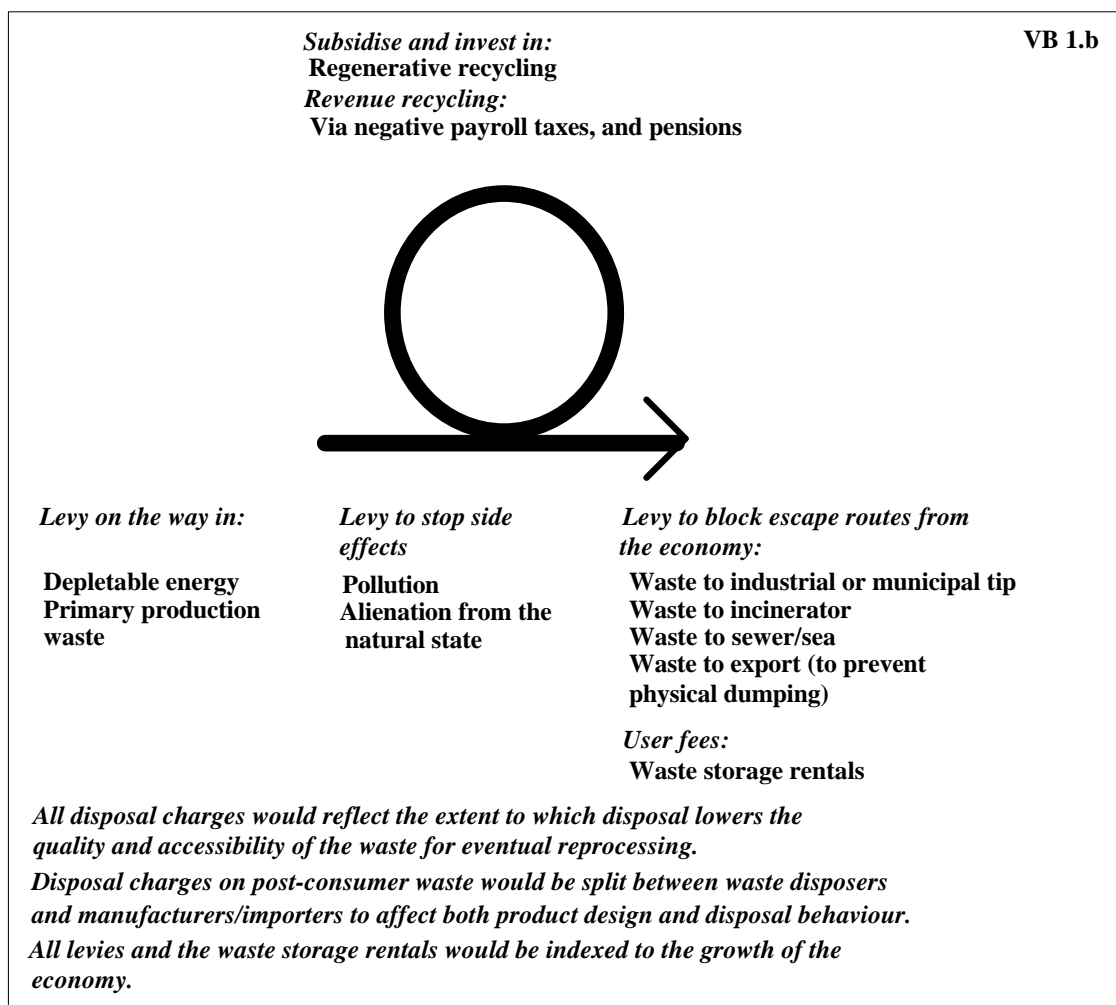 VB 1.b
Subsidise and invest in:
Regenerative recycling
Revenue recycling:
Via negative payroll taxes, and pensions
Levy on the way in:
Depletable energy
Primary production
waste
Levy to stop side
effects
Pollution
Alienation from the
natural state
Levy to block escape routes from
the economy:
Waste to industrial or municipal tip
Waste to incinerator
Waste to sewer/sea
Waste to export (to prevent
physical dumping)
User fees:
Waste storage rentals
All disposal charges would reflect the extent to which disposal lowers the
quality and accessibility of the waste for eventual reprocessing.
Disposal charges on post-consumer waste would be split between waste disposers
and manufacturers/importers to affect both product design and disposal behaviour.
All levies and the waste storage rentals would be indexed to the growth of the
economy.